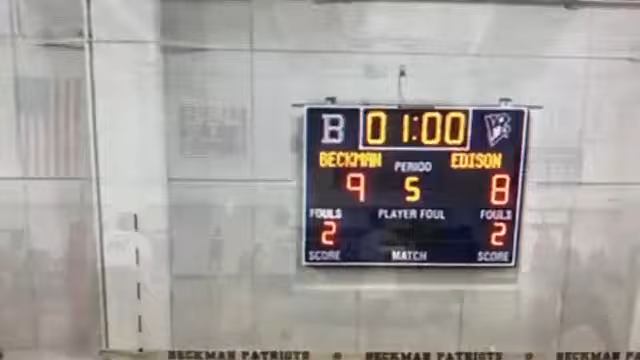 B 01:00
BECKMAN PERIOD EDISON
9 5 8
FOULS PLAYER FOUL FOULS
2 2
SCORE MATCH SCORE
BECKMAN PATRIOTS BECKMAN PATRIOTS